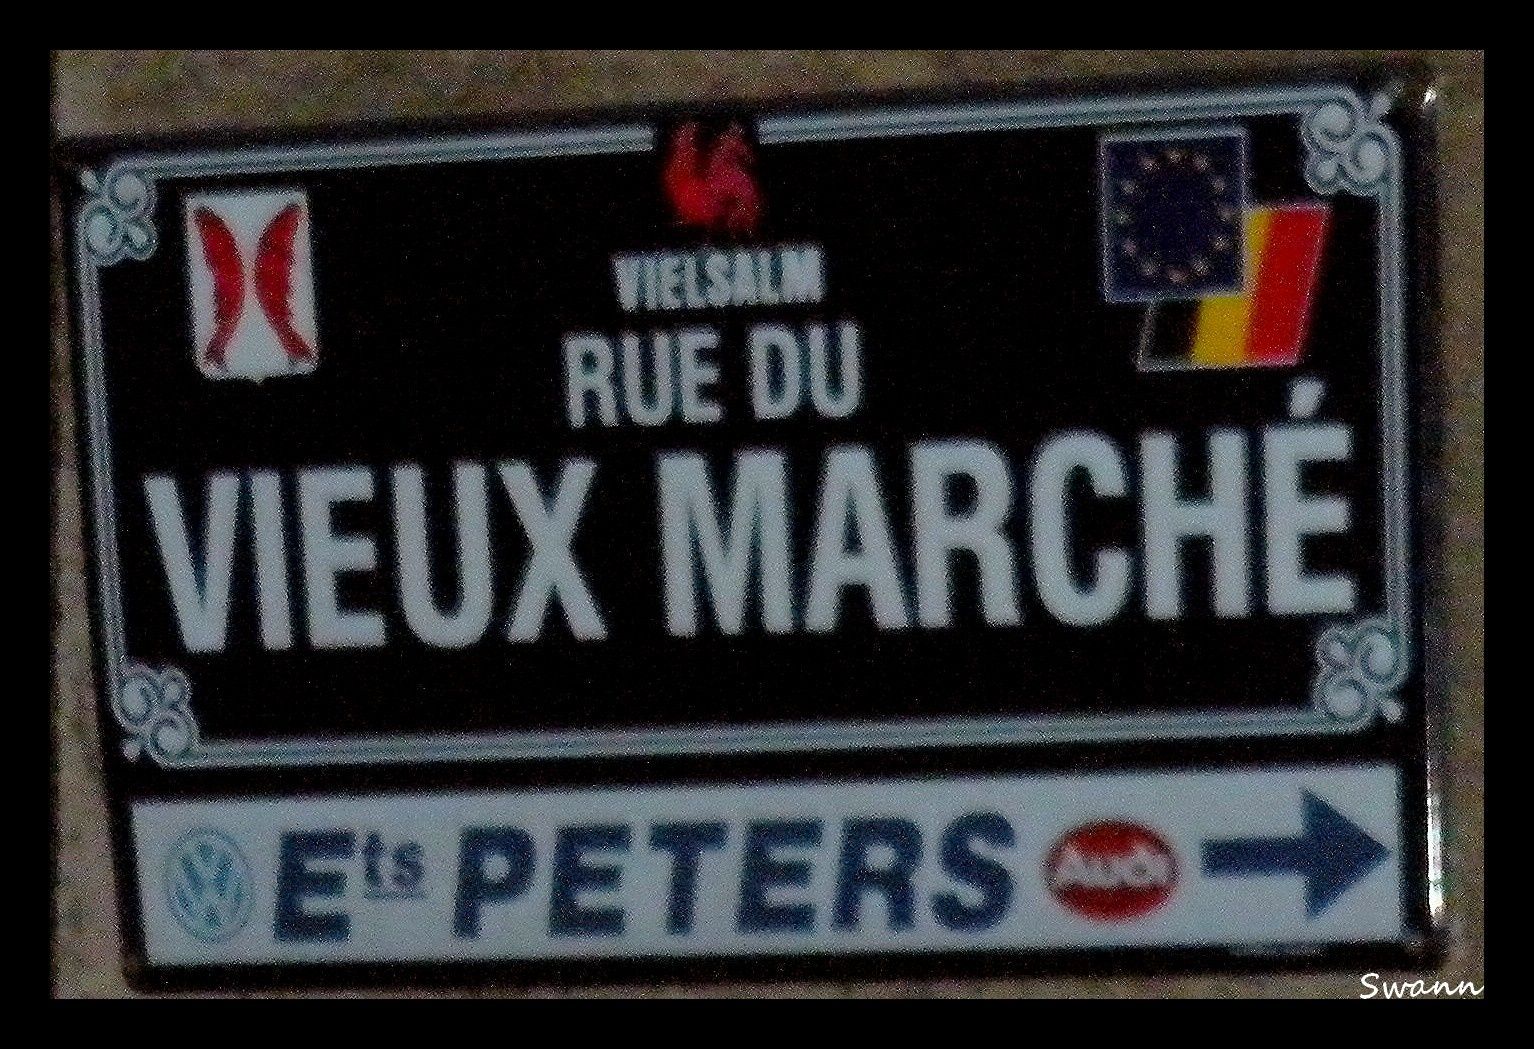 VIELSALM
RUE DU
VIEUX MARCHÉ
Ets PETERS Audi
Swann